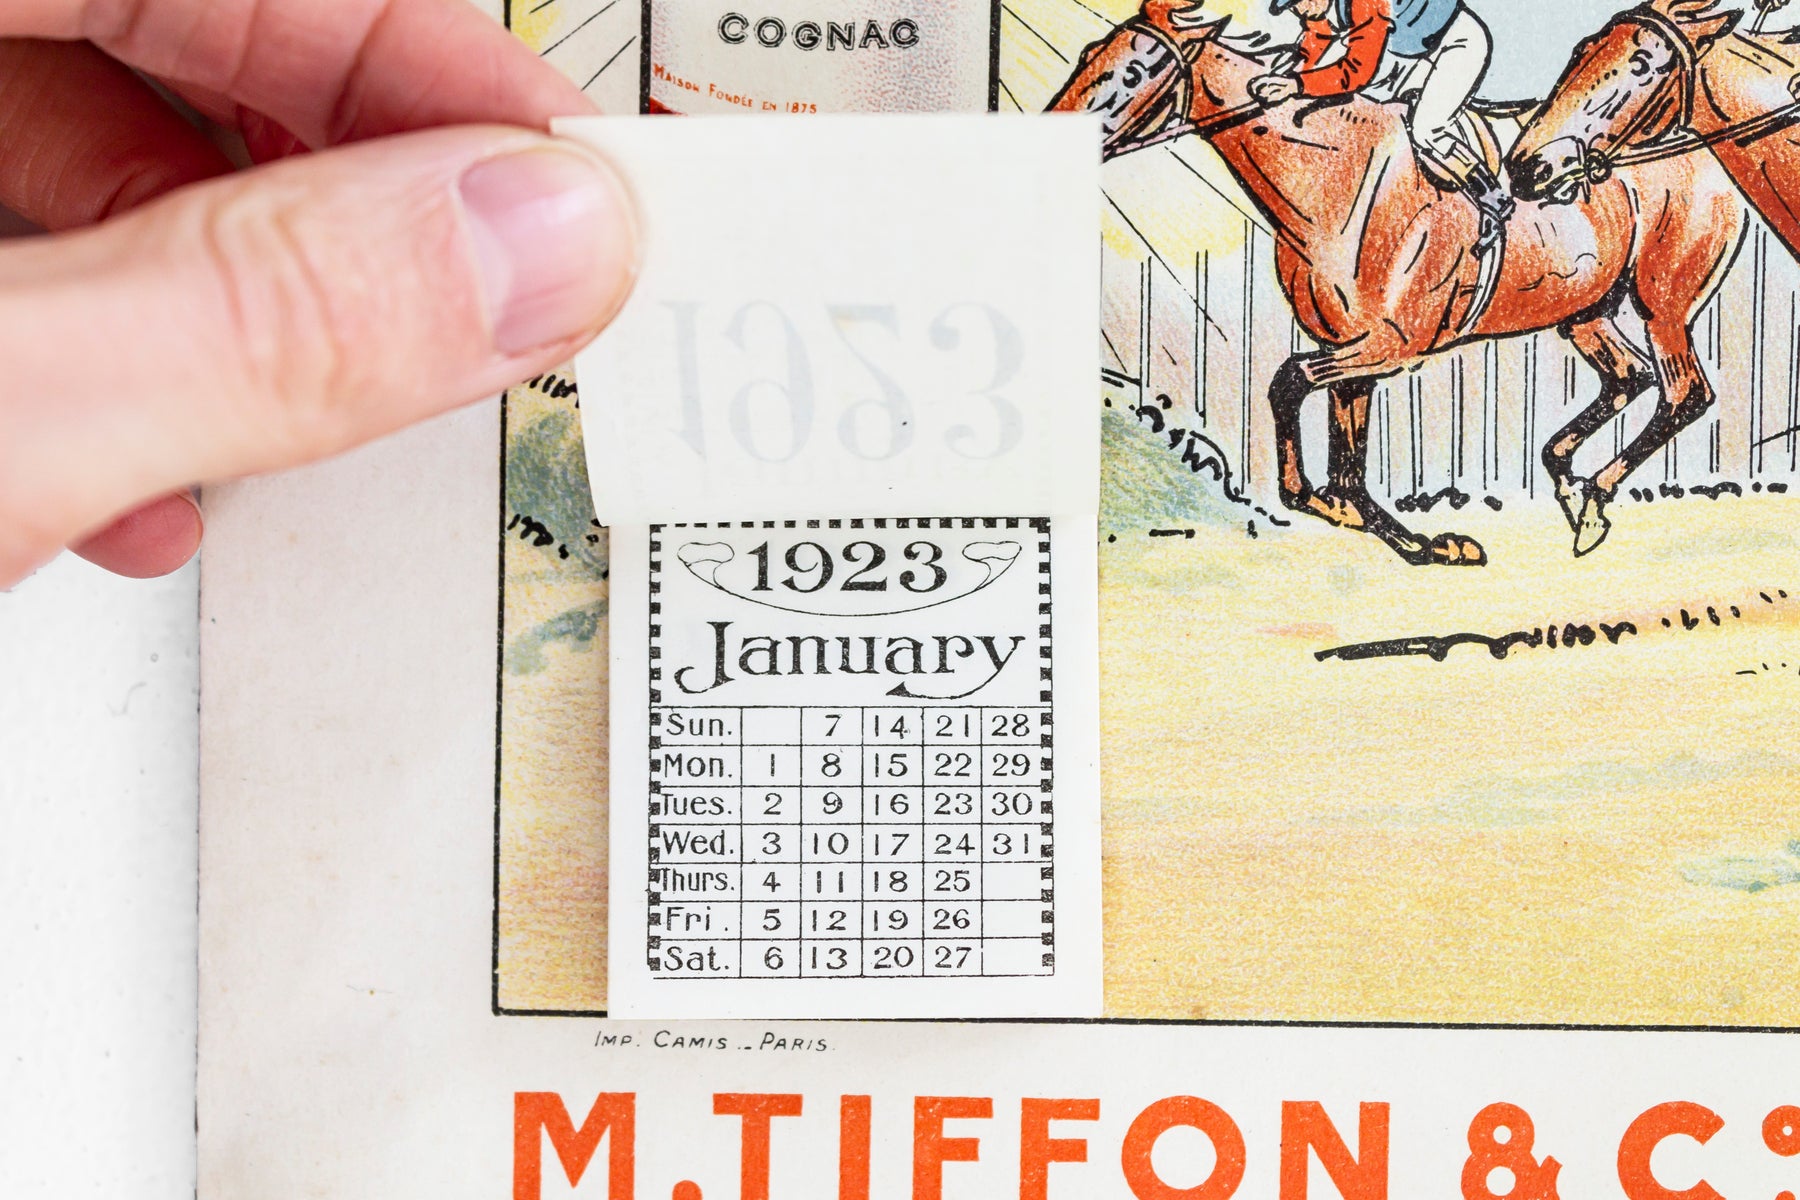 COGNAC
MAISON FONDÉE EN 1875
1923
1923
January
Sun. 7 14 21 28
Mon. 1 8 15 22 29
Tues. 2 9 16 23 30
Wed. 3 10 17 24 31
Thurs. 4 11 18 25
Fri. 5 12 19 26
Sat. 6 13 20 27
IMP. CAMIS _ PARIS.
M. TIFFON & Co